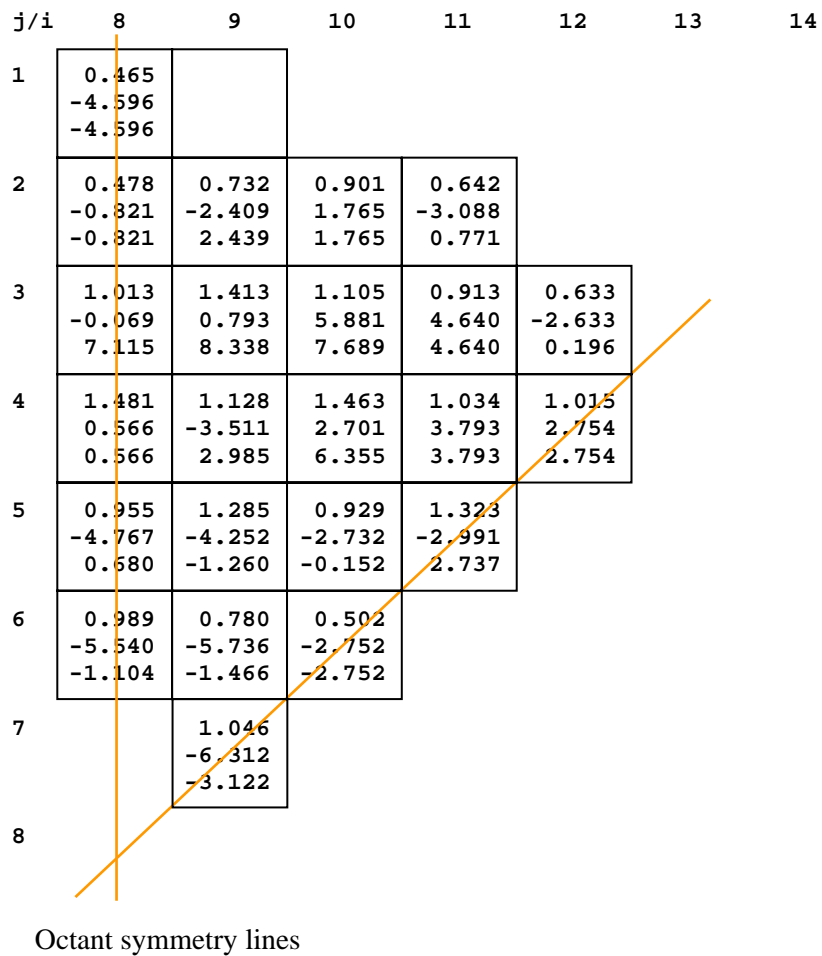 j/i 8 9 10 11 12 13 14
1 0.465
-4.596
-4.596
2 0.478 0.732 0.901 0.642
-0.821 -2.409 1.765 -3.088
-0.821 2.439 1.765 0.771
3 1.013 1.413 1.105 0.913 0.633
-0.069 0.793 5.881 4.640 -2.633
7.115 8.338 7.689 4.640 0.196
4 1.481 1.128 1.463 1.034 1.015
0.566 -3.511 2.701 3.793 2.754
0.566 2.985 6.355 3.793 2.754
5 0.955 1.285 0.929 1.323
-4.767 -4.252 -2.732 -2.991
0.680 -1.260 -0.152 2.737
6 0.989 0.780 0.502
-5.540 -5.736 -2.752
-1.104 -1.466 -2.752
7 1.046
-6.312
-3.122
8
Octant symmetry lines